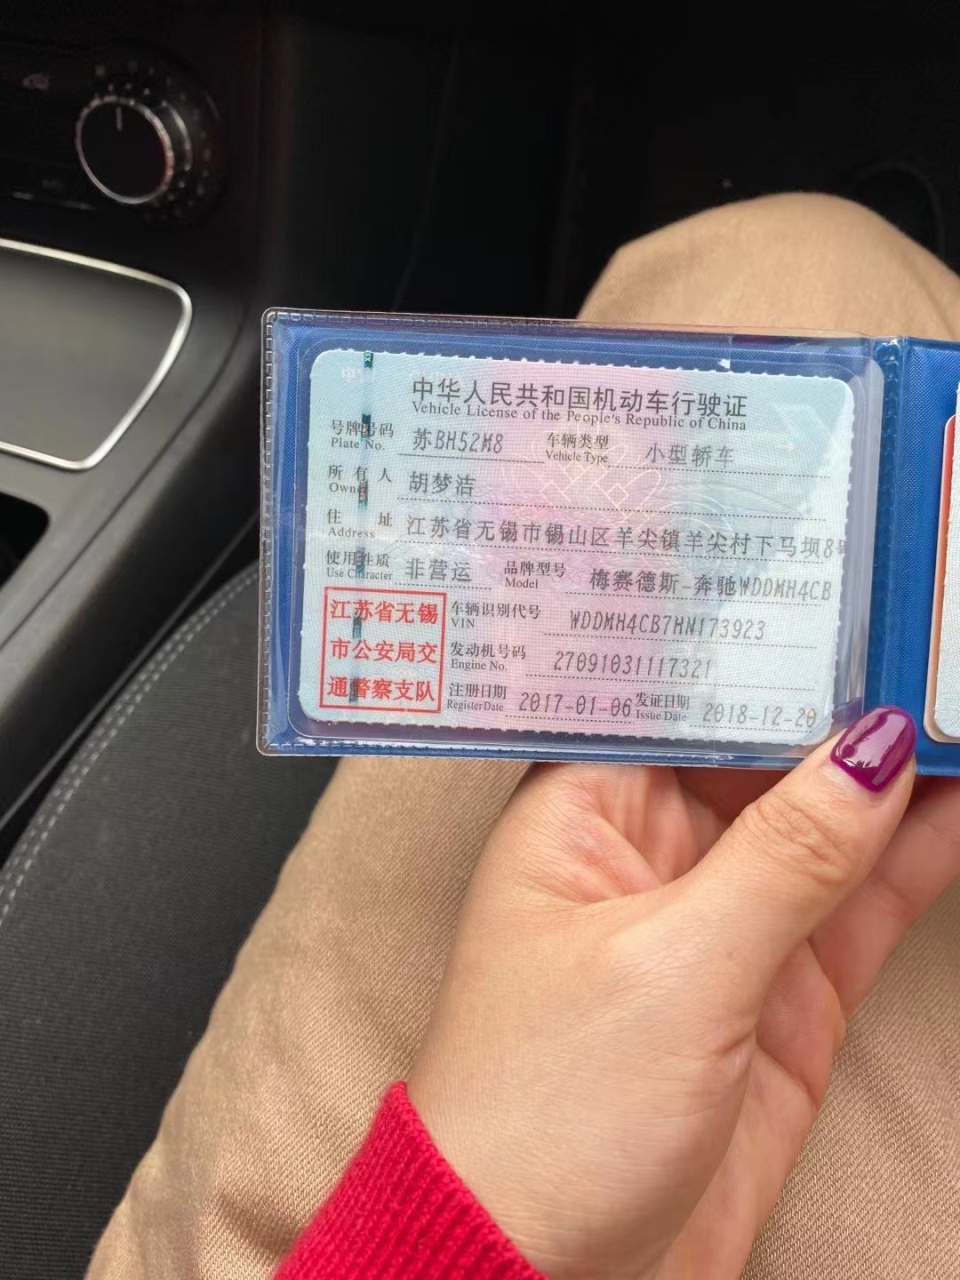 中华人民共和国机动车行驶证
Vehicle License of the People's Republic of China
号牌号码 苏BH52M8 车辆类型 小型轿车
Plate No. Vehicle Type
所有人 胡梦洁
Owner
住址 江苏省无锡市锡山区羊尖镇羊尖村下马坝8号
Address
使用性质 非营运 品牌型号 梅赛德斯-奔驰WDDMH4CB
Use Character Model
江苏省无锡 车辆识别代号 WDDMH4CB7HN173923
VIN
市公安局交 发动机号码 27091031117321
Engine No.
通警察支队 注册日期 2017-01-06 发证日期 2018-12-20
Register Date Issue Date